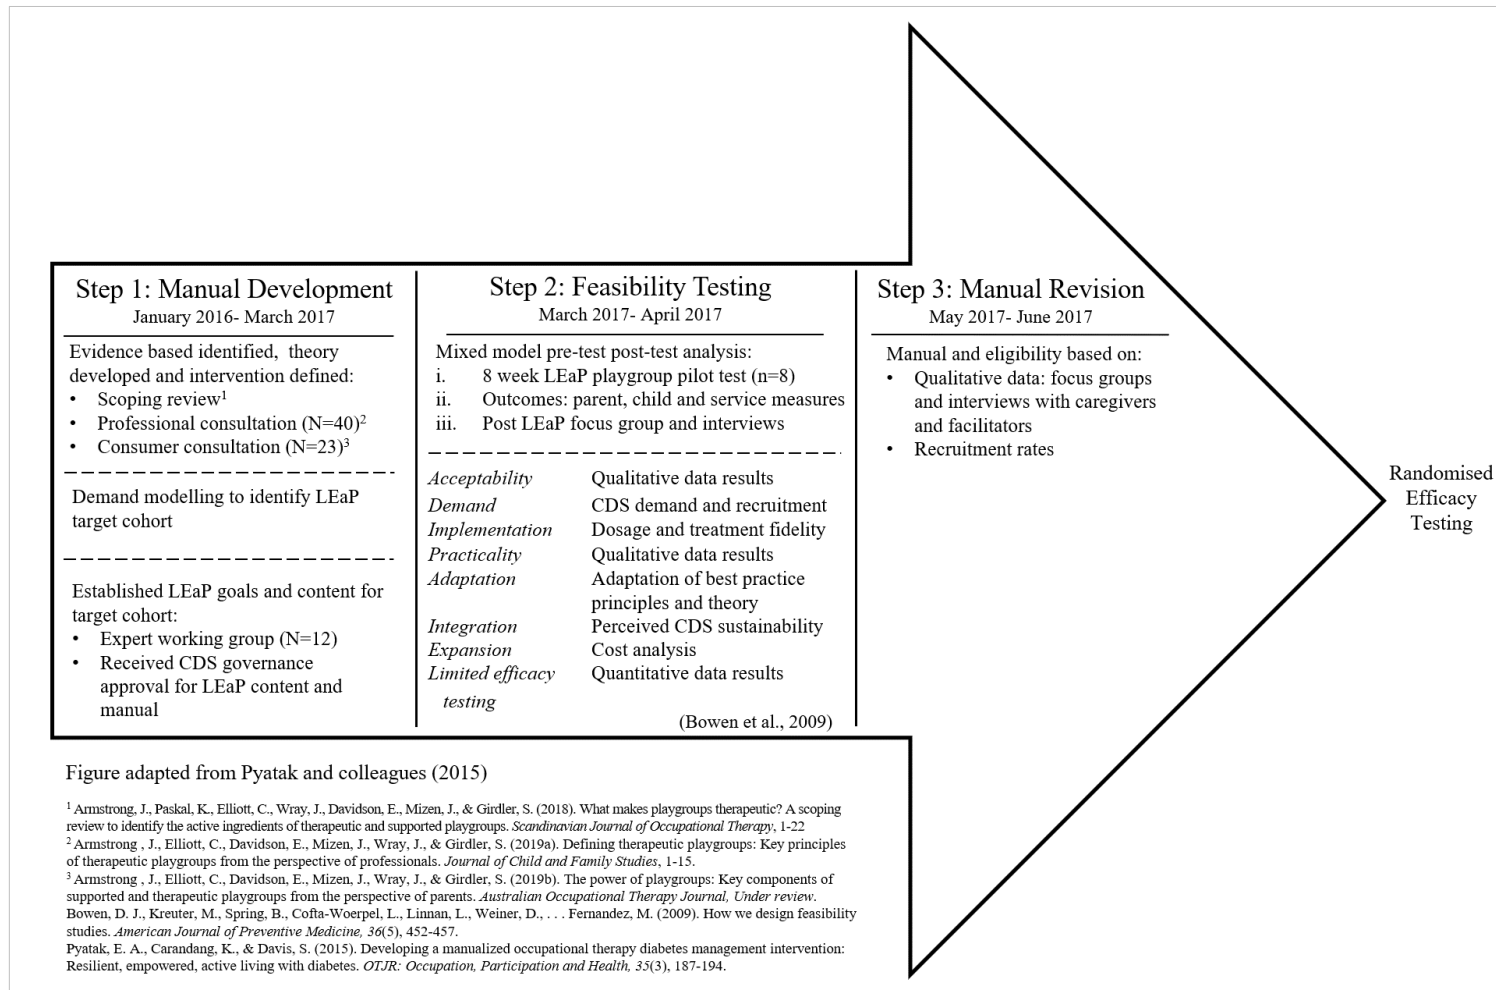 Step 1: Manual Development
January 2016- March 2017
Evidence based identified,  theory
developed and intervention defined:
• Scoping review¹
• Professional consultation (N=40)²
• Consumer consultation (N=23)³
Demand modelling to identify LEaP
target cohort
Established LEaP goals and content for
target cohort:
• Expert working group (N=12)
• Received CDS governance
approval for LEaP content and
manual
Step 2: Feasibility Testing
March 2017- April 2017
Mixed model pre-test post-test analysis:
i. 8 week LEaP playgroup pilot test (n=8)
ii. Outcomes: parent, child and service measures
iii. Post LEaP focus group and interviews
Acceptability Qualitative data results
Demand CDS demand and recruitment
Implementation Dosage and treatment fidelity
Practicality Qualitative data results
Adaptation Adaptation of best practice
principles and theory
Integration Perceived CDS sustainability
Expansion Cost analysis
Limited efficacy Quantitative data results
testing
(Bowen et al., 2009)
Step 3: Manual Revision
May 2017- June 2017
Manual and eligibility based on:
• Qualitative data: focus groups
and interviews with caregivers
and facilitators
• Recruitment rates
Randomised
Efficacy
Testing
Figure adapted from Pyatak and colleagues (2015)
¹ Armstrong, J., Paskal, K., Elliott, C., Wray, J., Davidson, E., Mizen, J., & Girdler, S. (2018). What makes playgroups therapeutic? A scoping
review to identify the active ingredients of therapeutic and supported playgroups. Scandinavian Journal of Occupational Therapy, 1-22
² Armstrong , J., Elliott, C., Davidson, E., Mizen, J., Wray, J., & Girdler, S. (2019a). Defining therapeutic playgroups: Key principles
of therapeutic playgroups from the perspective of professionals. Journal of Child and Family Studies, 1-15.
³ Armstrong , J., Elliott, C., Davidson, E., Mizen, J., Wray, J., & Girdler, S. (2019b). The power of playgroups: Key components of
supported and therapeutic playgroups from the perspective of parents. Australian Occupational Therapy Journal, Under review.
Bowen, D. J., Kreuter, M., Spring, B., Cofta-Woerpel, L., Linnan, L., Weiner, D., . . . Fernandez, M. (2009). How we design feasibility
studies. American Journal of Preventive Medicine, 36(5), 452-457.
Pyatak, E. A., Carandang, K., & Davis, S. (2015). Developing a manualized occupational therapy diabetes management intervention:
Resilient, empowered, active living with diabetes. OTJR: Occupation, Participation and Health, 35(3), 187-194.